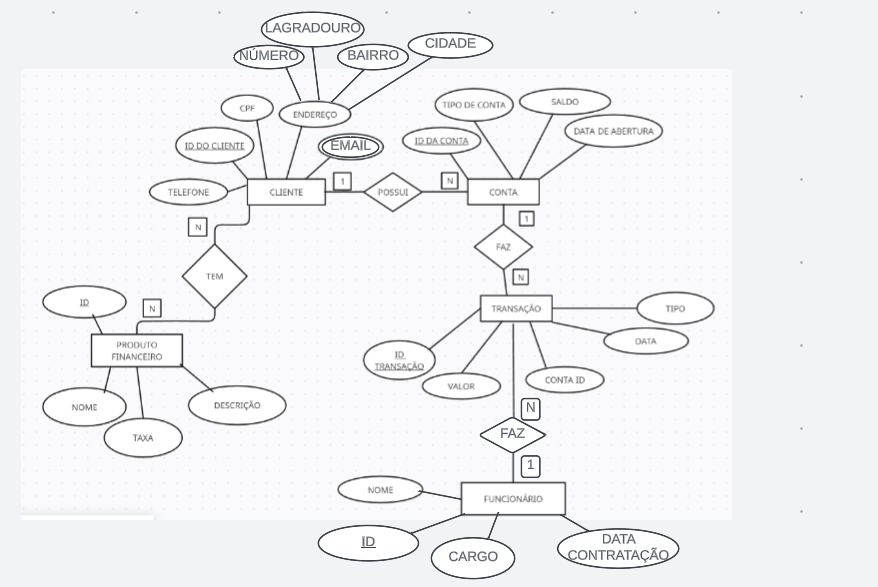 LAGRADOURO
NÚMERO
BAIRRO
CIDADE
CPF
ENDEREÇO
TIPO DE CONTA
SALDO
DATA DE ABERTURA
ID DO CLIENTE
EMAIL
ID DA CONTA
TELEFONE
CLIENTE
1
POSSUI
N
CONTA
N
1
FAZ
TEM
N
ID
N
TRANSAÇÃO
TIPO
DATA
PRODUTO
FINANCEIRO
ID
TRANSAÇÃO
VALOR
CONTA ID
NOME
DESCRIÇÃO
TAXA
N
FAZ
1
NOME
FUNCIONÁRIO
ID
CARGO
DATA
CONTRATAÇÃO